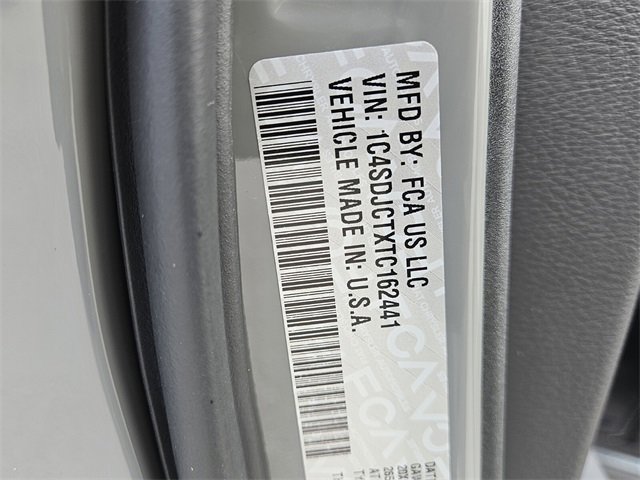 MFD BY: FCA US LLC
VIN: 1C4SDJCTXTC162441
VEHICLE MADE IN: U.S.A.